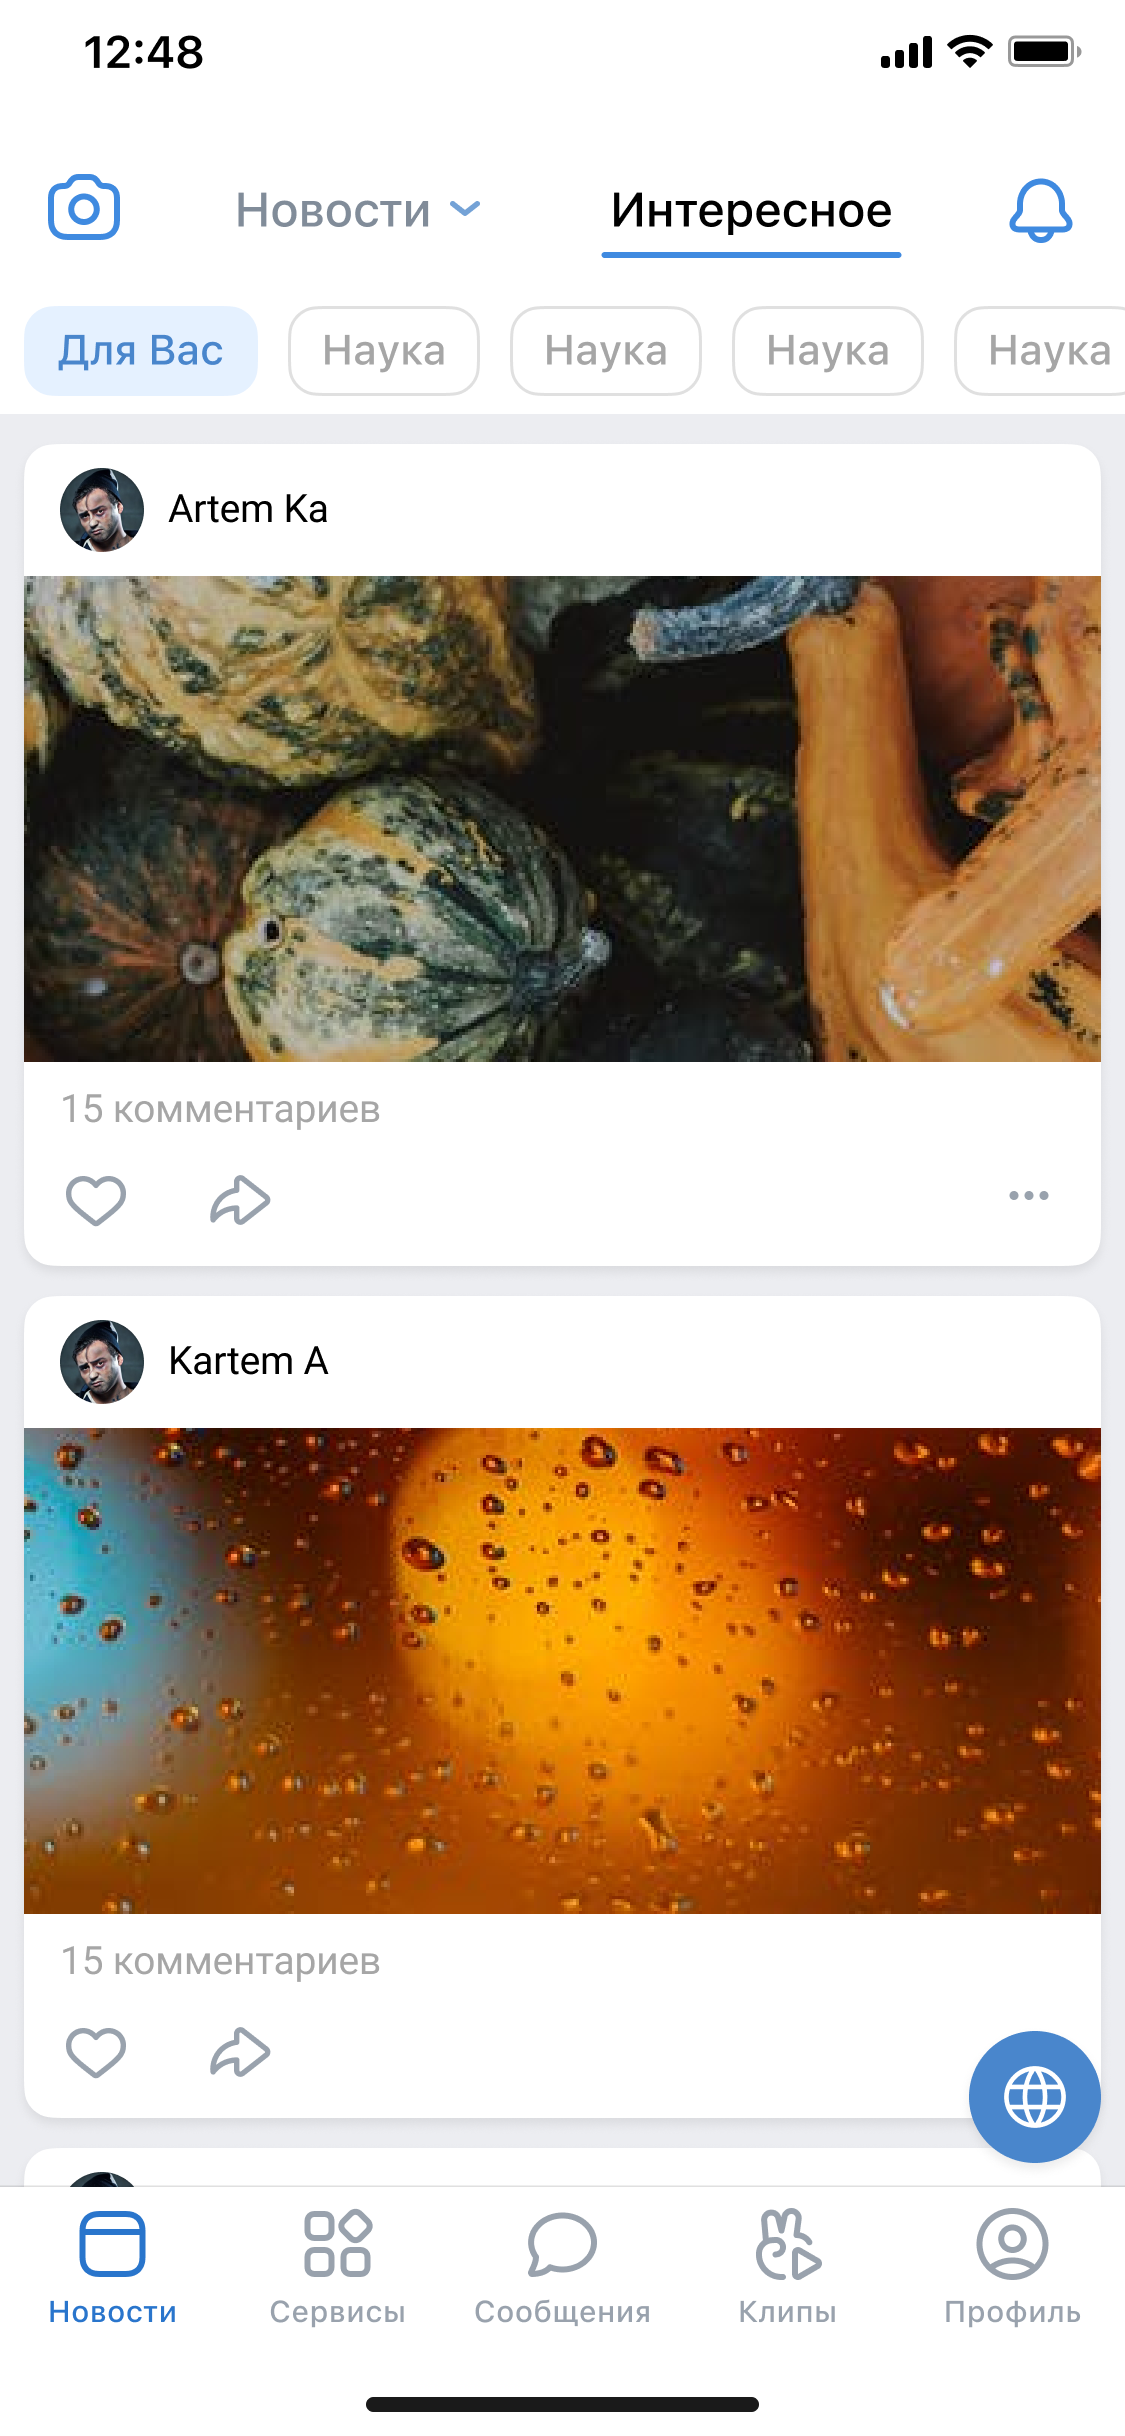 12:48
Новости Интересное
Для Вас Наука Наука Наука Наука
Artem Ka
15 комментариев
Kartem A
15 комментариев
Новости Сервисы Сообщения Клипы Профиль